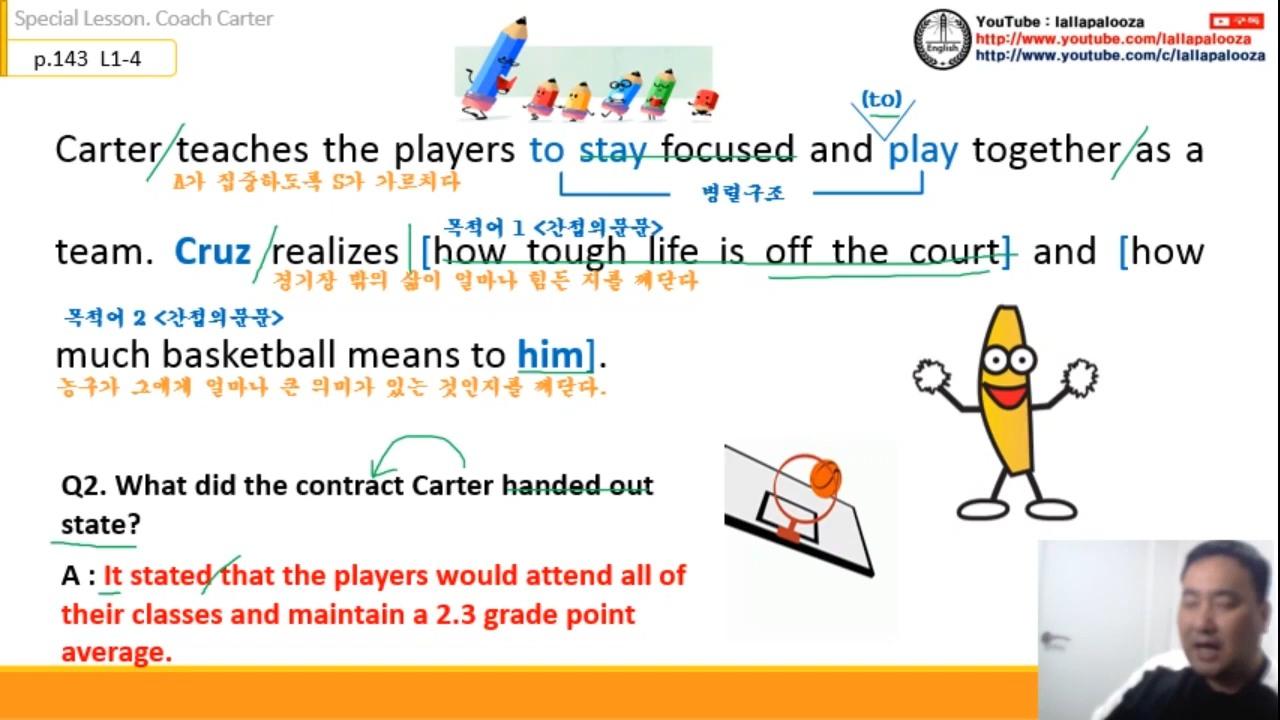 Special Lesson. Coach Carter
p.143 L1-4
English
YouTube : lallapalooza
구독
http://www.youtube.com/lallapalooza
http://www.youtube.com/c/lallapalooza
(to)
Carter teaches the players to stay focused and play together as a
A가 집중하도록 S가 가르치다
병렬구조
목적어 1 <간접의문문>
team. Cruz realizes [how tough life is off the court] and [how
경기장 밖의 삶이 얼마나 힘든 지를 깨닫다
목적어 2 <간접의문문>
much basketball means to him].
농구가 그에게 얼마나 큰 의미가 있는 것인지를 깨닫다.
Q2. What did the contract Carter handed out
state?
A : It stated that the players would attend all of
their classes and maintain a 2.3 grade point
average.